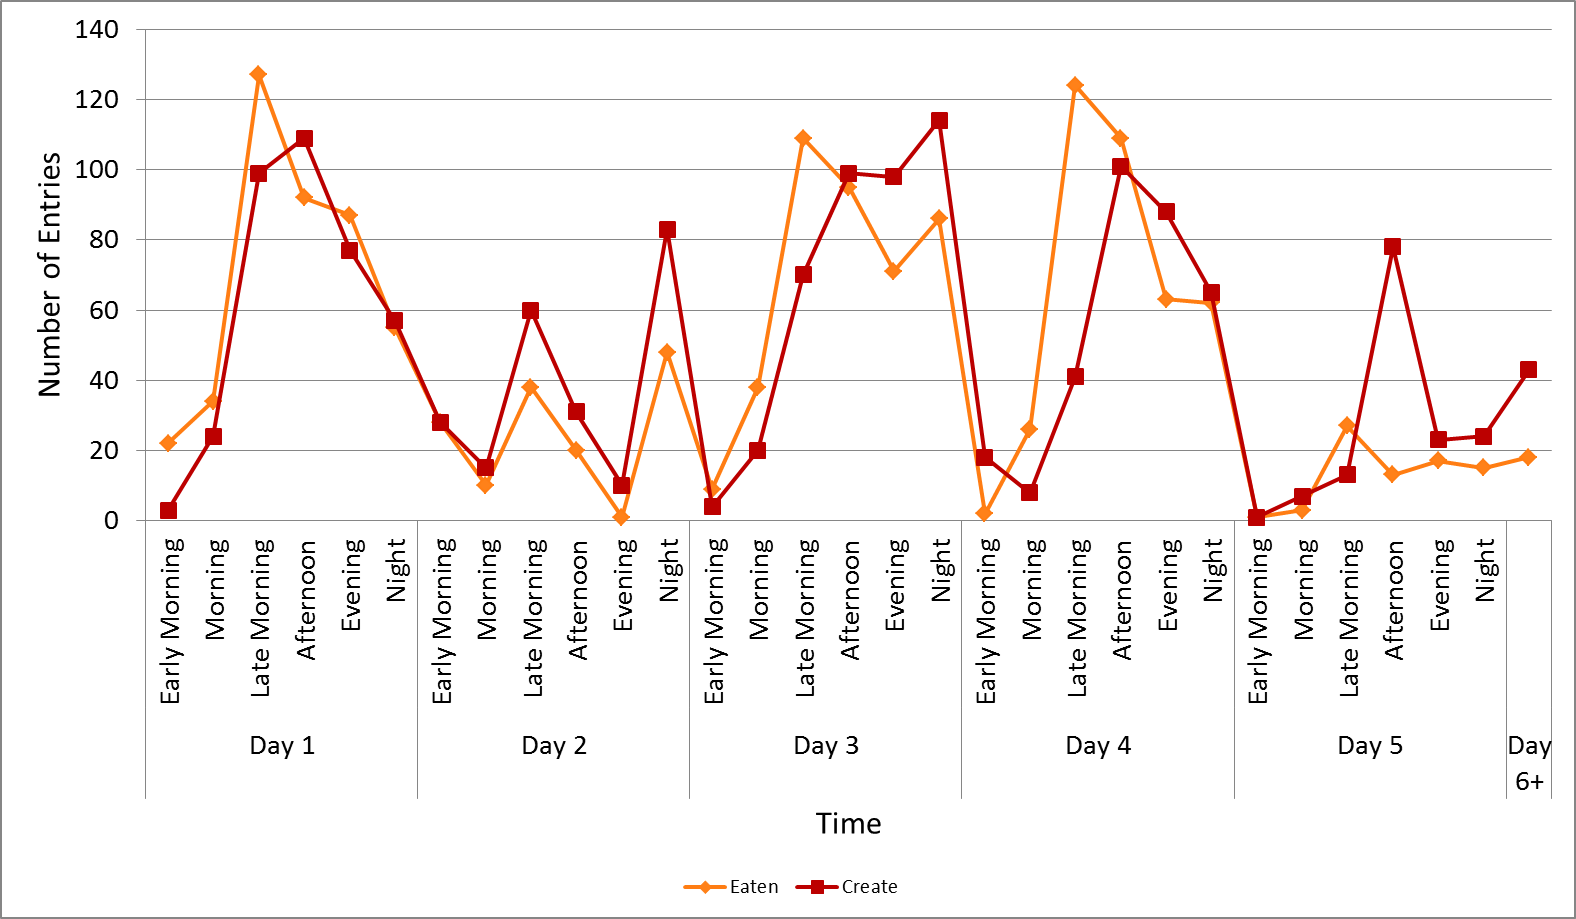 140
120
100
80
60
40
20
0
Number of Entries
Early Morning
Morning
Late Morning
Afternoon
Evening
Night
Early Morning
Morning
Late Morning
Afternoon
Evening
Night
Early Morning
Morning
Late Morning
Afternoon
Evening
Night
Early Morning
Morning
Late Morning
Afternoon
Evening
Night
Early Morning
Morning
Late Morning
Afternoon
Evening
Night
Day 1
Day 2
Day 3
Day 4
Day 5
Day
6+
Time
Eaten
Create